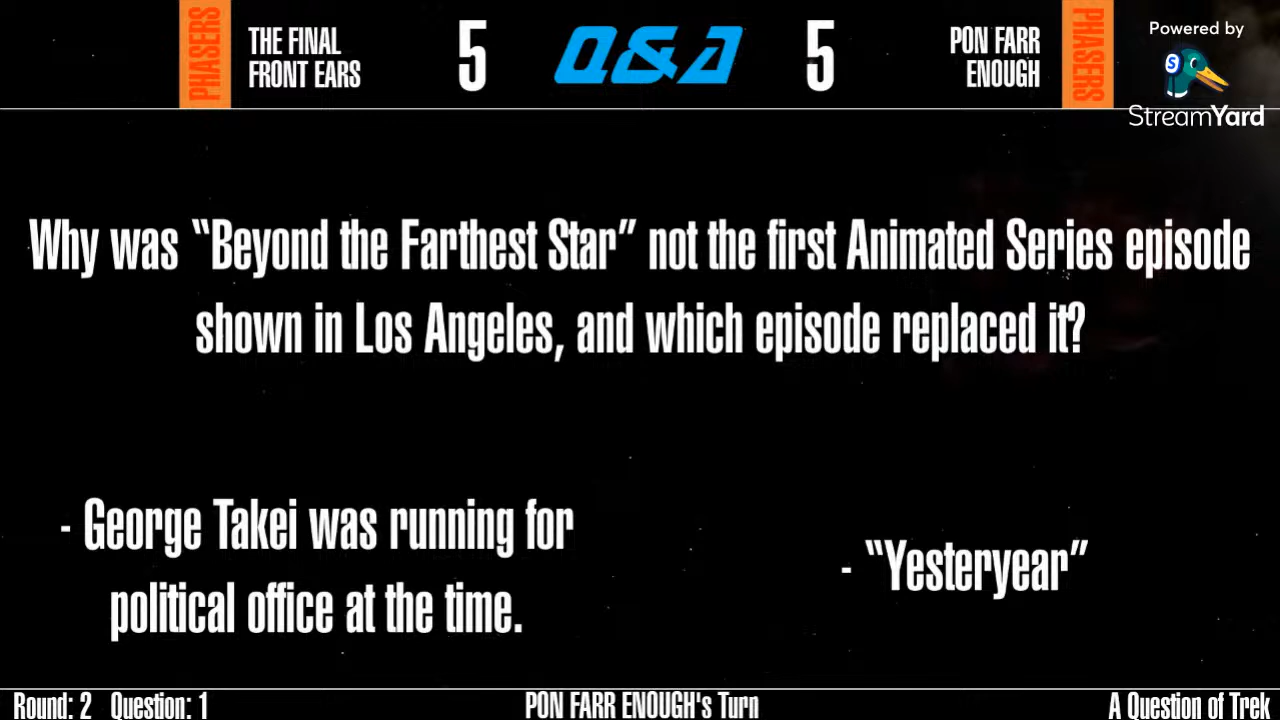 PHASERS
THE FINAL
FRONT EARS
5
Q&A
5
PON FARR
ENOUGH
PHASERS
Powered by
S
StreamYard
Why was “Beyond the Farthest Star” not the first Animated Series episode
shown in Los Angeles, and which episode replaced it?
- George Takei was running for
political office at the time.
- “Yesteryear”
Round: 2 Question: 1
PON FARR ENOUGH's Turn
A Question of Trek